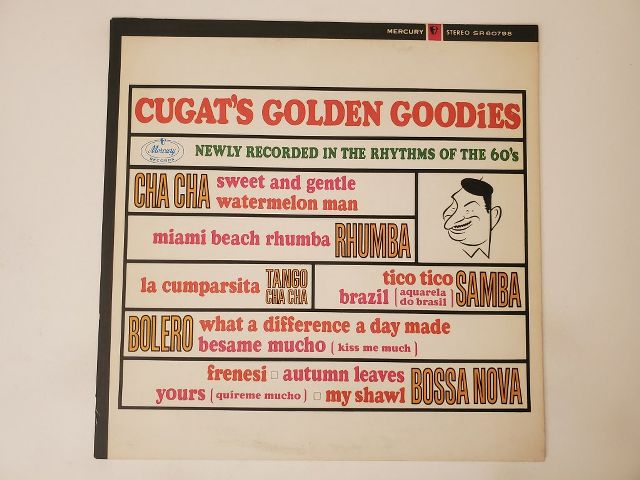 MERCURY STEREO SR 60798
CUGAT'S GOLDEN GOODiES
Mercury RECORDS
NEWLY RECORDED IN THE RHYTHMS OF THE 60's
CHA CHA sweet and gentle
watermelon man
miami beach rhumba RHUMBA
la cumparsita TANGO CHA CHA
tico tico SAMBA
brazil (aquarela do brasil)
BOLERO what a difference a day made
besame mucho (kiss me much)
frenesi □ autumn leaves BOSSA NOVA
yours (quireme mucho) □ my shawl